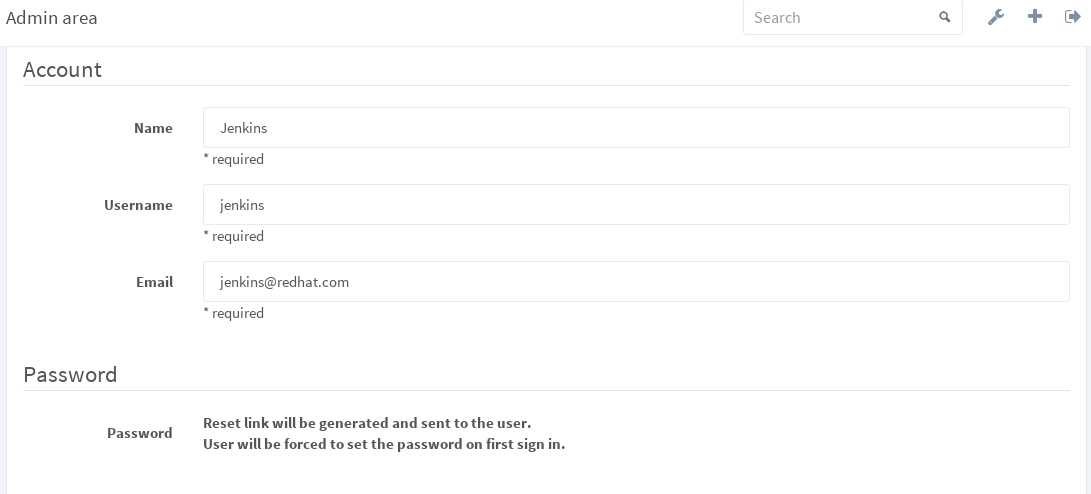 Admin area
Search
Account
Name
Jenkins
* required
Username
jenkins
* required
Email
jenkins@redhat.com
* required
Password
Password
Reset link will be generated and sent to the user.
User will be forced to set the password on first sign in.